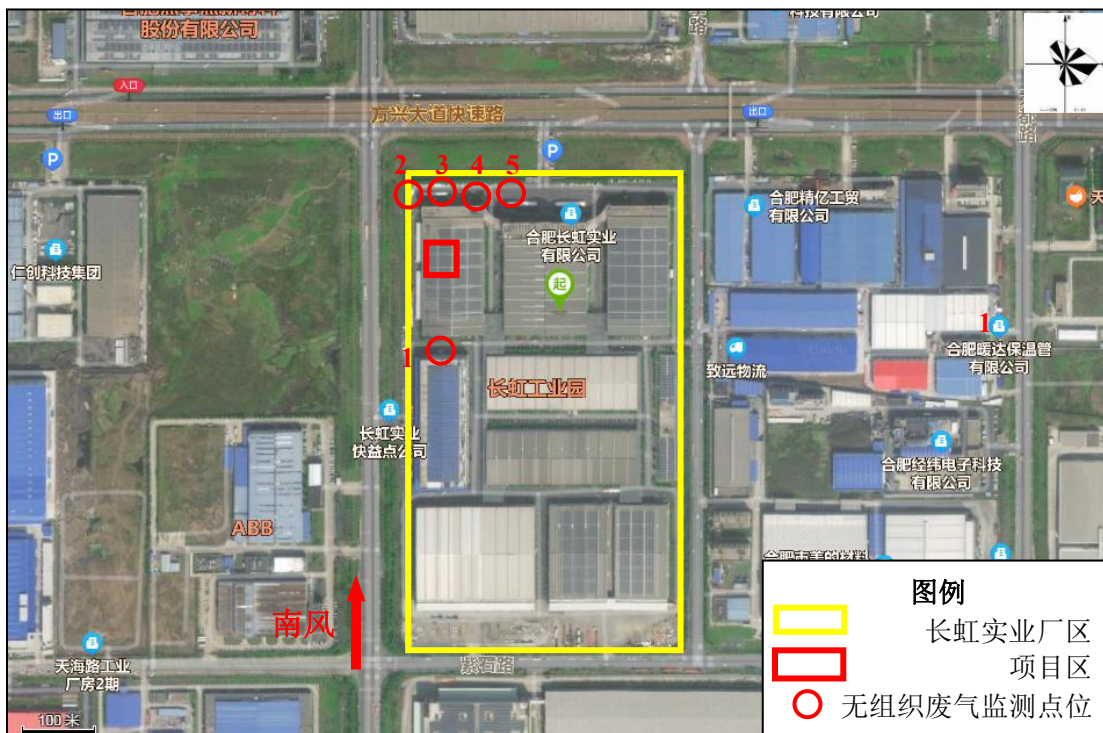 股份有限公司
科技有限公司
入口
出口
方兴大道快速路
出口
P
P
2
3
4
5
合肥精亿工贸
有限公司
合肥长虹实业
有限公司
仁创科技集团
起
1
1
合肥暖达保温管
有限公司
致远物流
长虹工业园
长虹实业
快益点公司
合肥经纬电子科技
有限公司
ABB
南风
天海路工业
厂房2期
紫石路
100 米
图例
长虹实业厂区
项目区
无组织废气监测点位